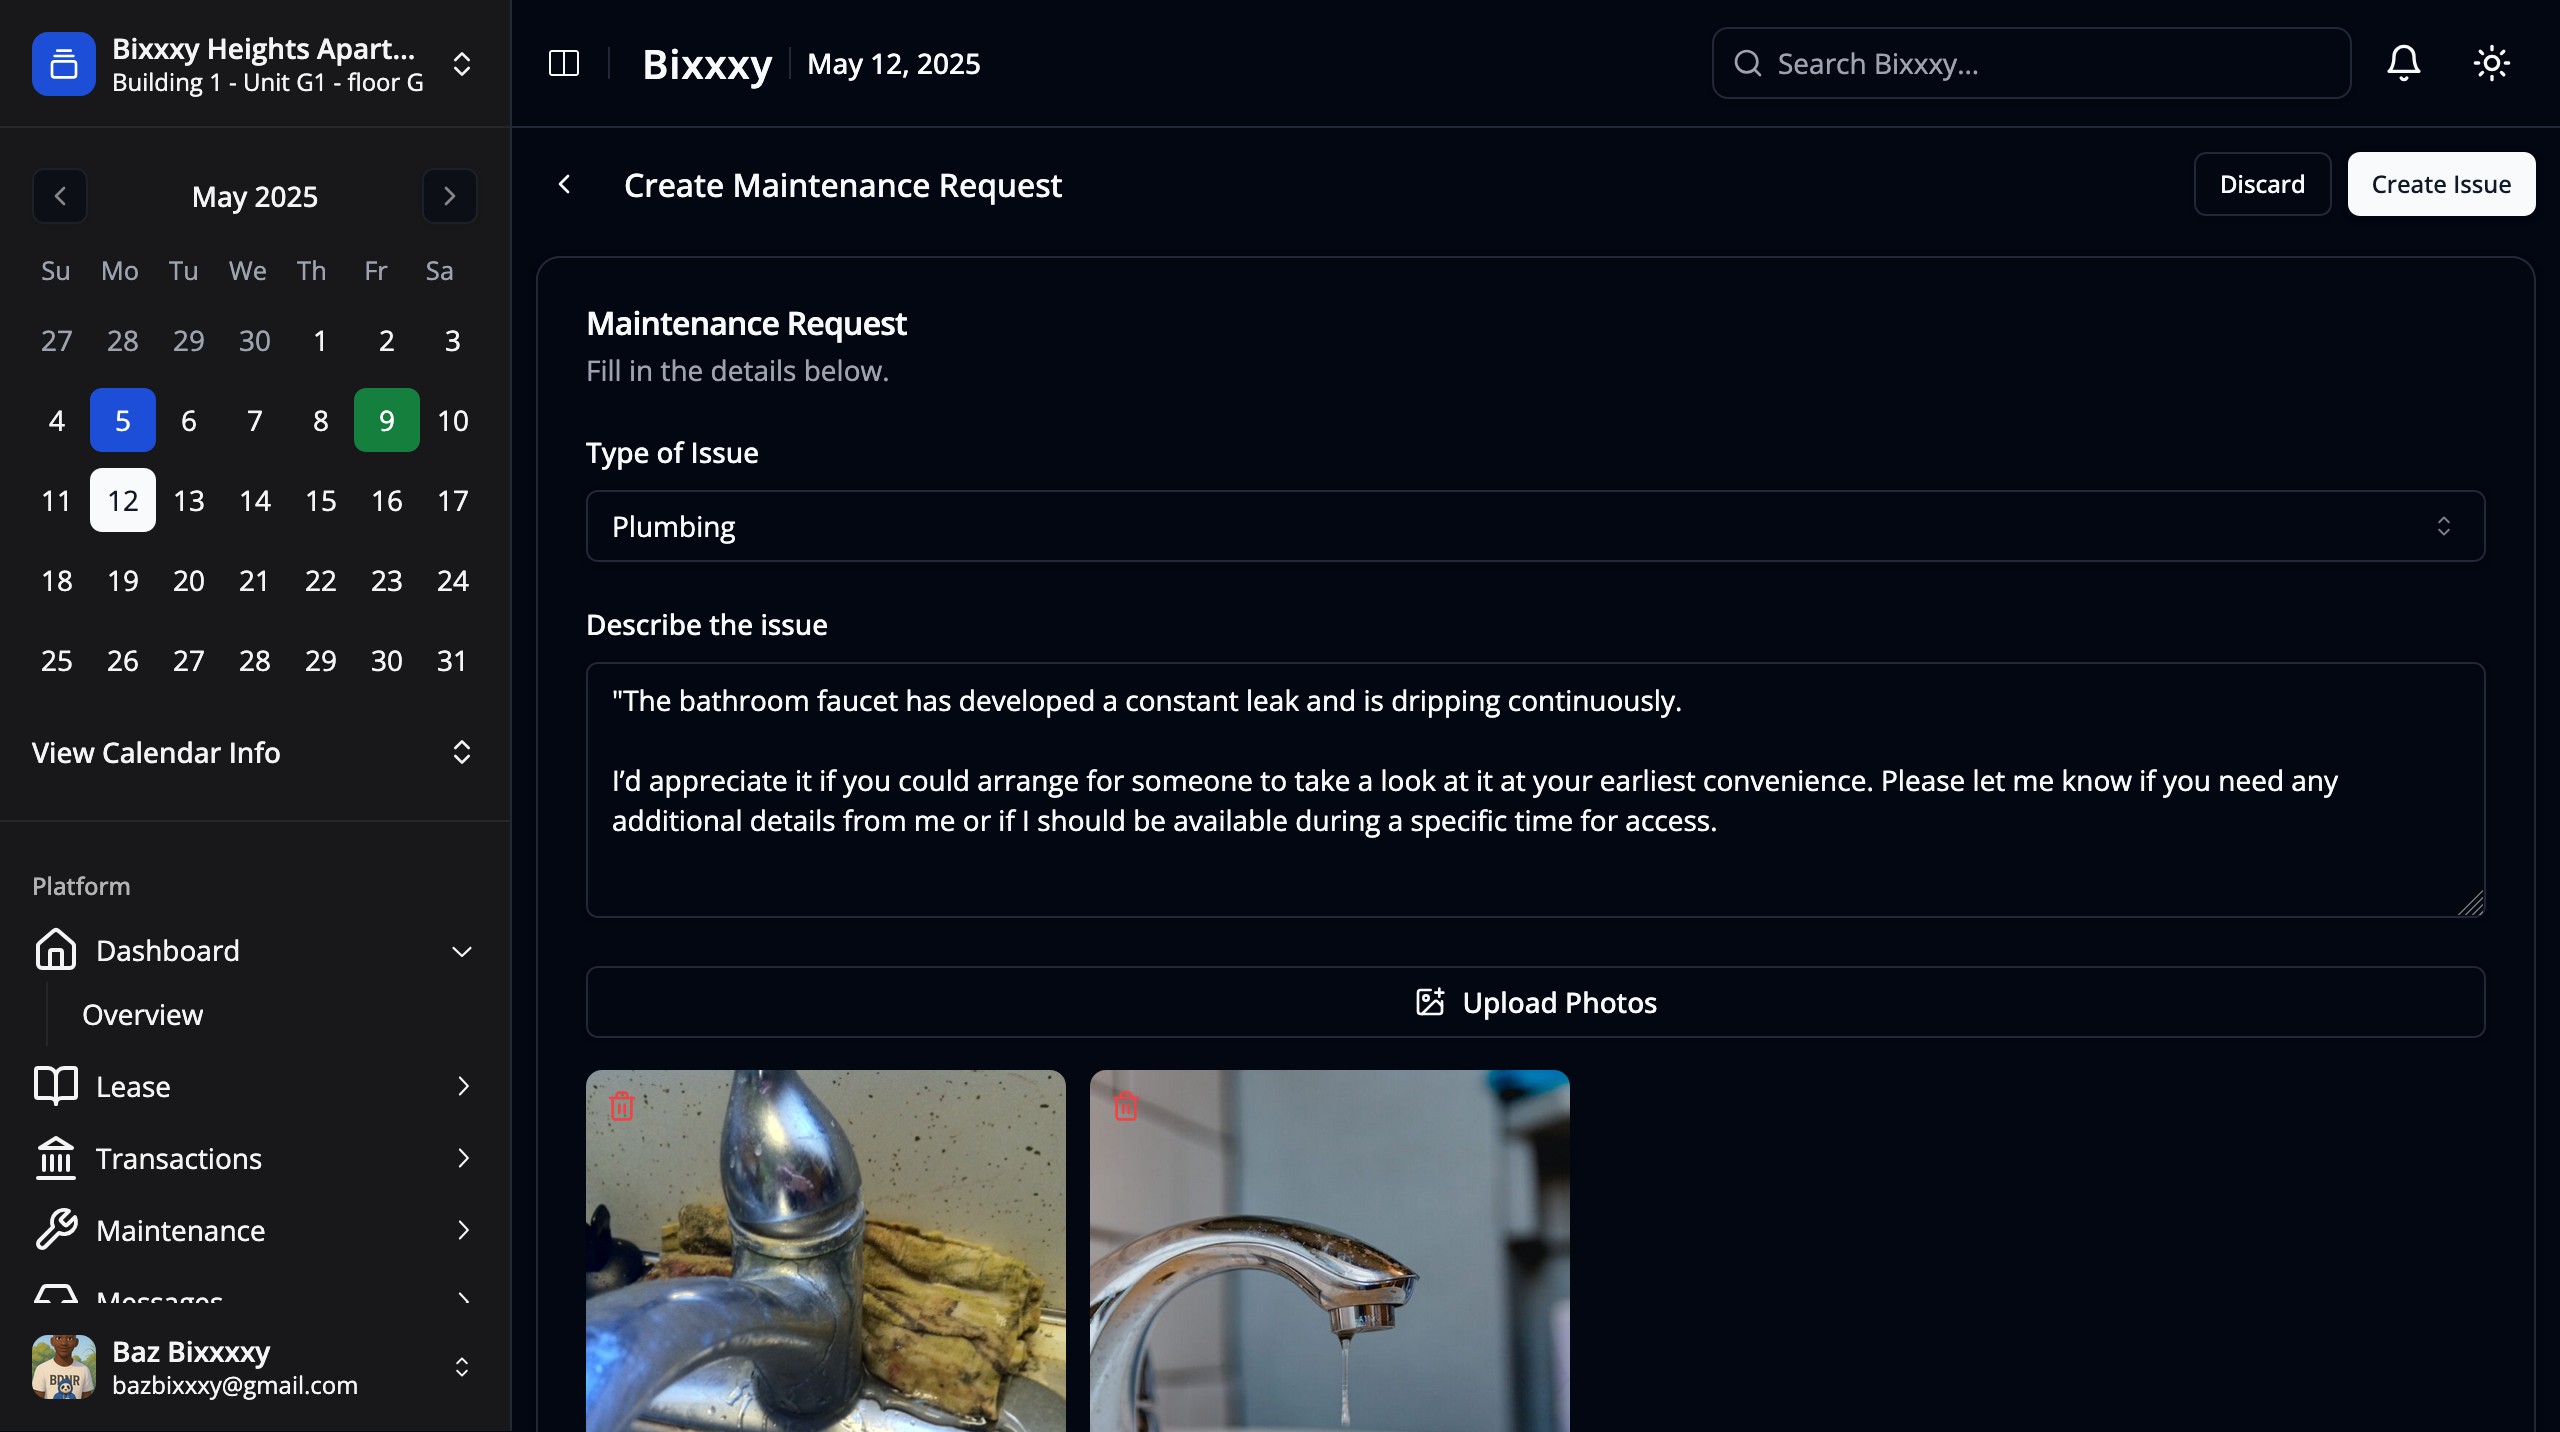 Bixxxy Heights Apart...
Building 1 - Unit G1 - floor G
May 2025
Su Mo Tu We Th Fr Sa
27 28 29 30 1 2 3
4 5 6 7 8 9 10
11 12 13 14 15 16 17
18 19 20 21 22 23 24
25 26 27 28 29 30 31
View Calendar Info
Platform
Dashboard
Overview
Lease
Transactions
Maintenance
Messages
BDNR
Baz Bixxxxy
bazbixxxy@gmail.com
Bixxxy
May 12, 2025
Search Bixxxy...
Create Maintenance Request
Discard
Create Issue
Maintenance Request
Fill in the details below.
Type of Issue
Plumbing
Describe the issue
"The bathroom faucet has developed a constant leak and is dripping continuously.
I’d appreciate it if you could arrange for someone to take a look at it at your earliest convenience. Please let me know if you need any
additional details from me or if I should be available during a specific time for access.
Upload Photos